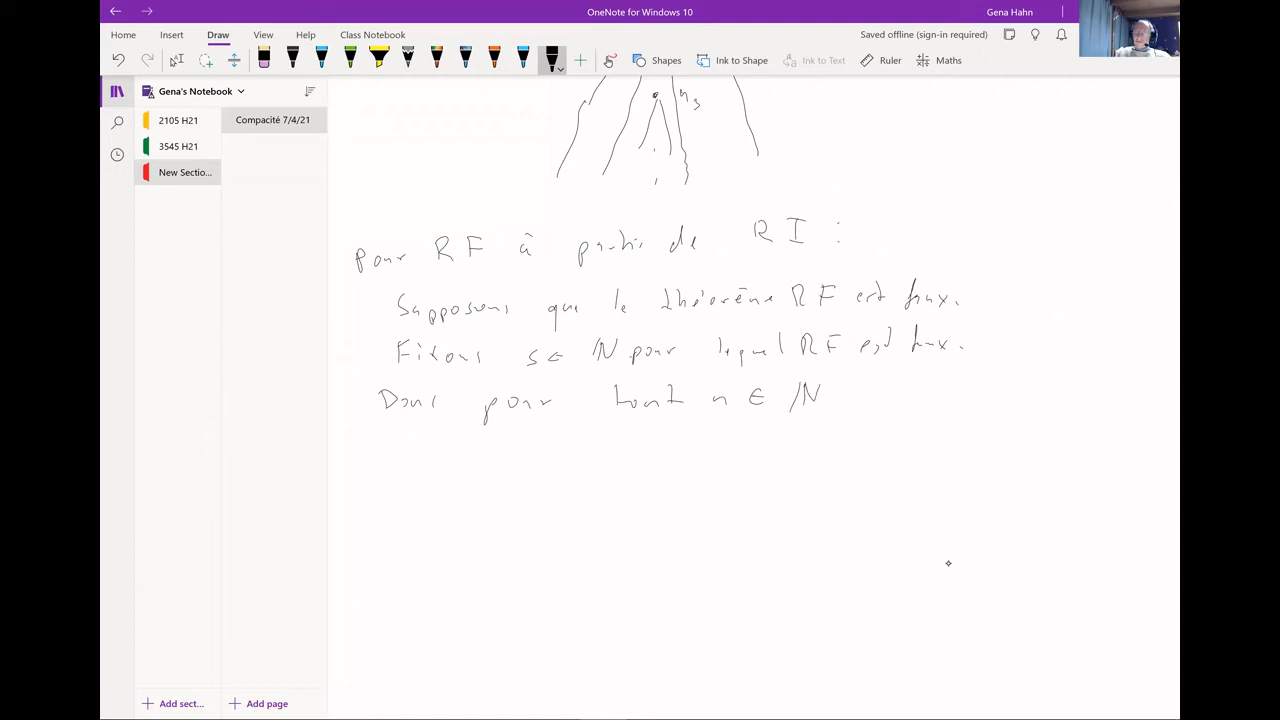 OneNote for Windows 10
Gena Hahn
Home Insert Draw View Help Class Notebook
Saved offline (sign-in required)
Shapes Ink to Shape Ink to Text Ruler Maths
Gena's Notebook
2105 H21
3545 H21
New Sectio...
Compacité 7/4/21
pour RF à partir de RI :
Supposons que le théorème RF est faux.
Fixons s ∈ ℕ pour lequel RF est faux.
Donc pour tout n ∈ ℕ
Add sect...
Add page